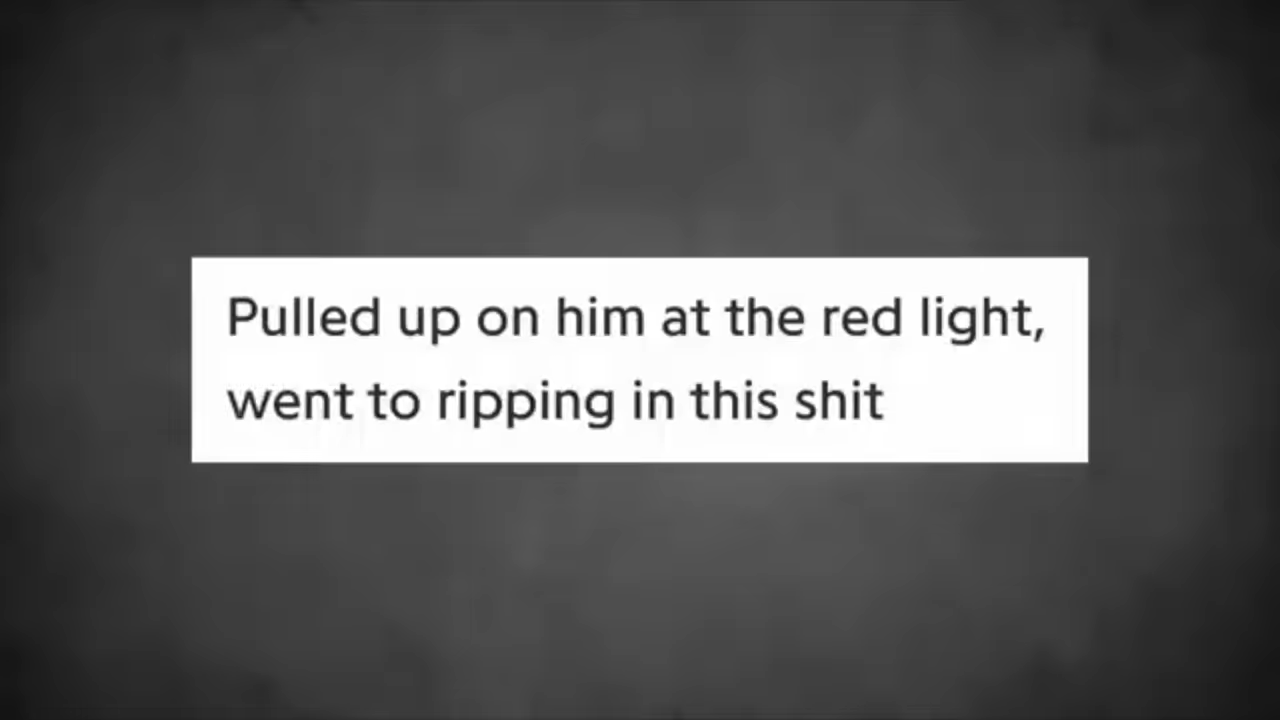 Pulled up on him at the red light,
went to ripping in this shit